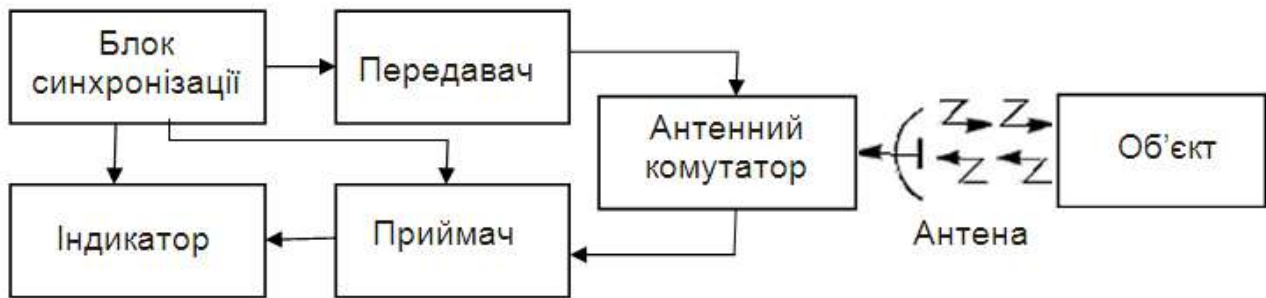 Блок
синхронізації
Передавач
Антенний
комутатор
Об’єкт
Індикатор
Приймач
Антена